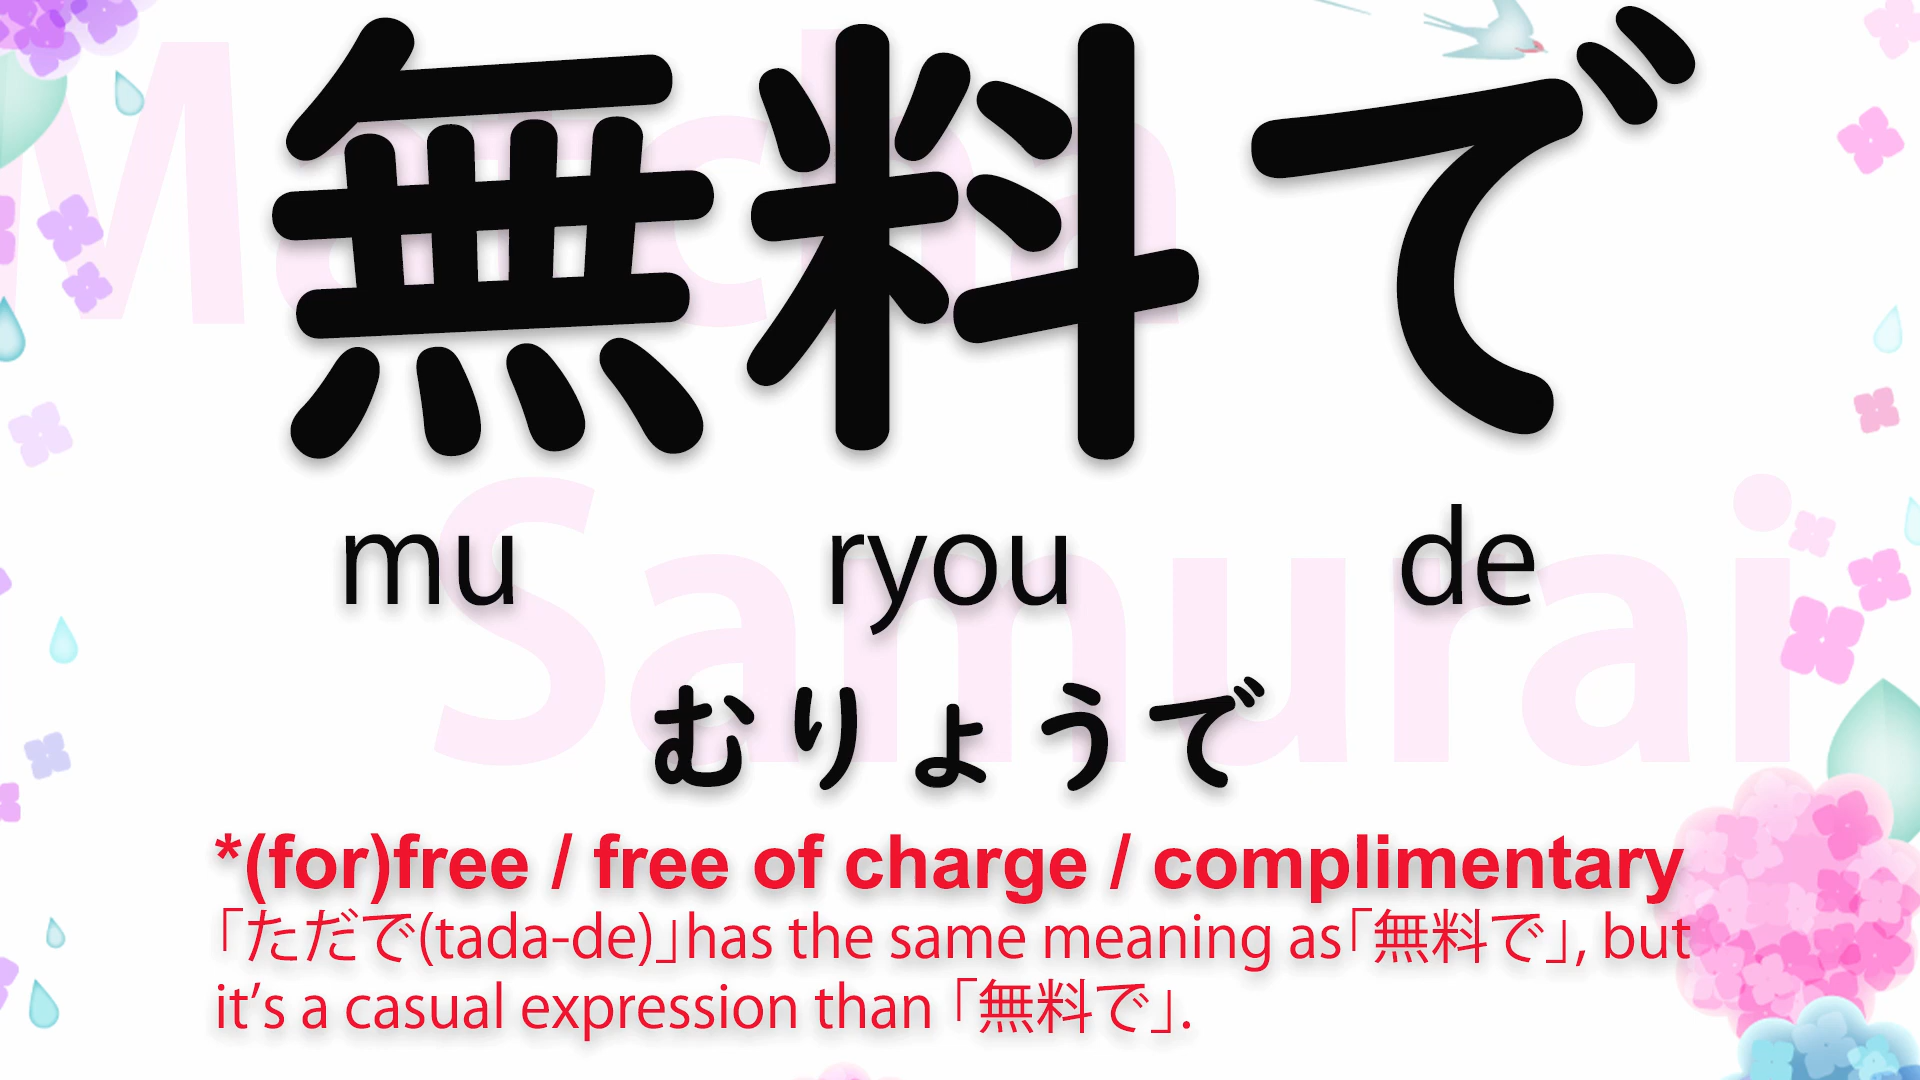 Matcha
Samurai
無料で
mu ryou de
むりょうで
*(for)free / free of charge / complimentary
「ただで(tada-de)」has the same meaning as「無料で」, but
it’s a casual expression than 「無料で」.